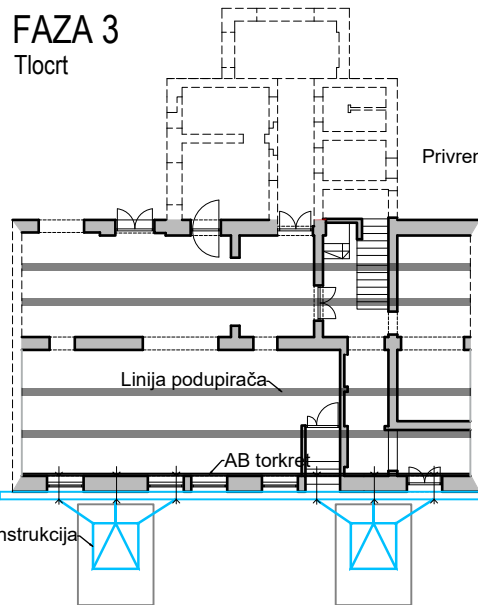 FAZA 3
Tlocrt
Privrem
Linija podupirača
AB torkret
nstrukcija